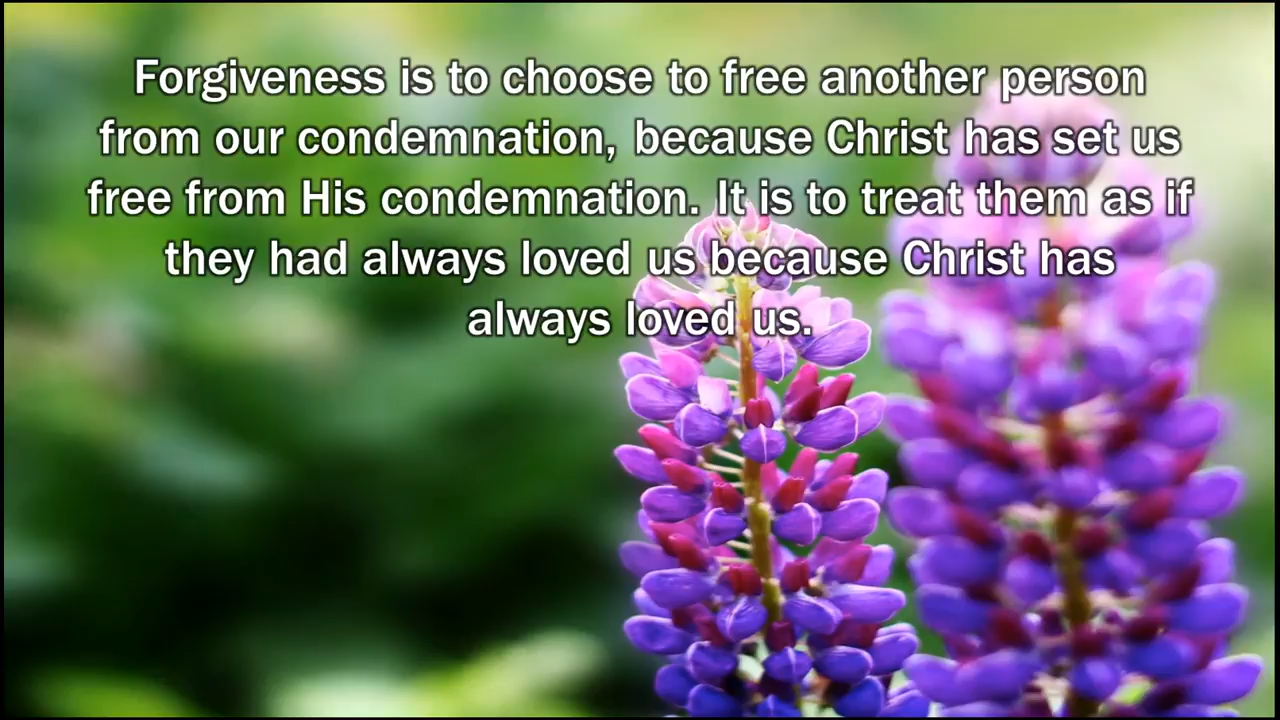 Forgiveness is to choose to free another person
from our condemnation, because Christ has set us
free from His condemnation. It is to treat them as if
they had always loved us because Christ has
always loved us.